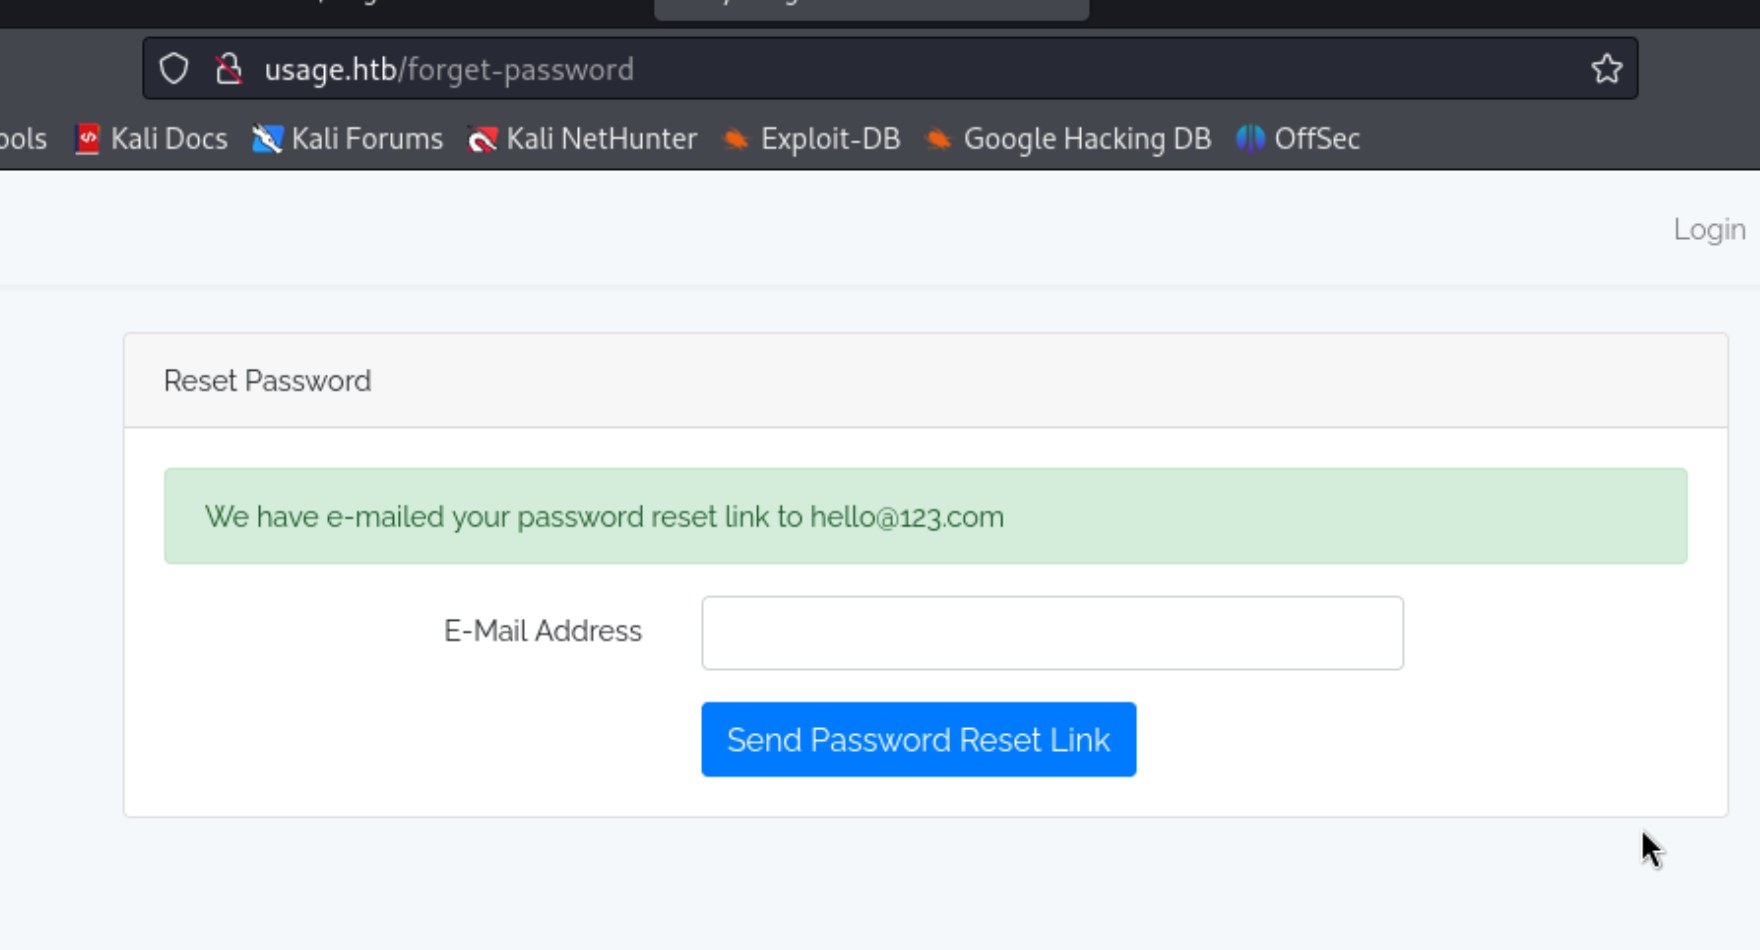 usage.htb/forget-password
Kali Docs Kali Forums Kali NetHunter Exploit-DB Google Hacking DB OffSec
Login
Reset Password
We have e-mailed your password reset link to hello@123.com
E-Mail Address
Send Password Reset Link